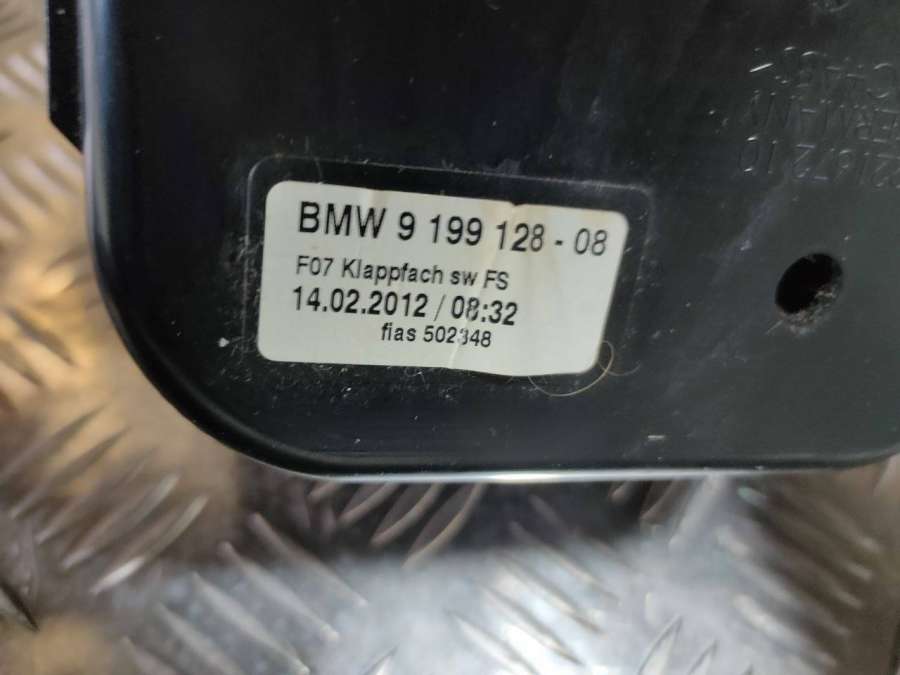 BMW 9 199 128 - 08
F07 Klappfach sw FS
14.02.2012 / 08:32
fias 502348